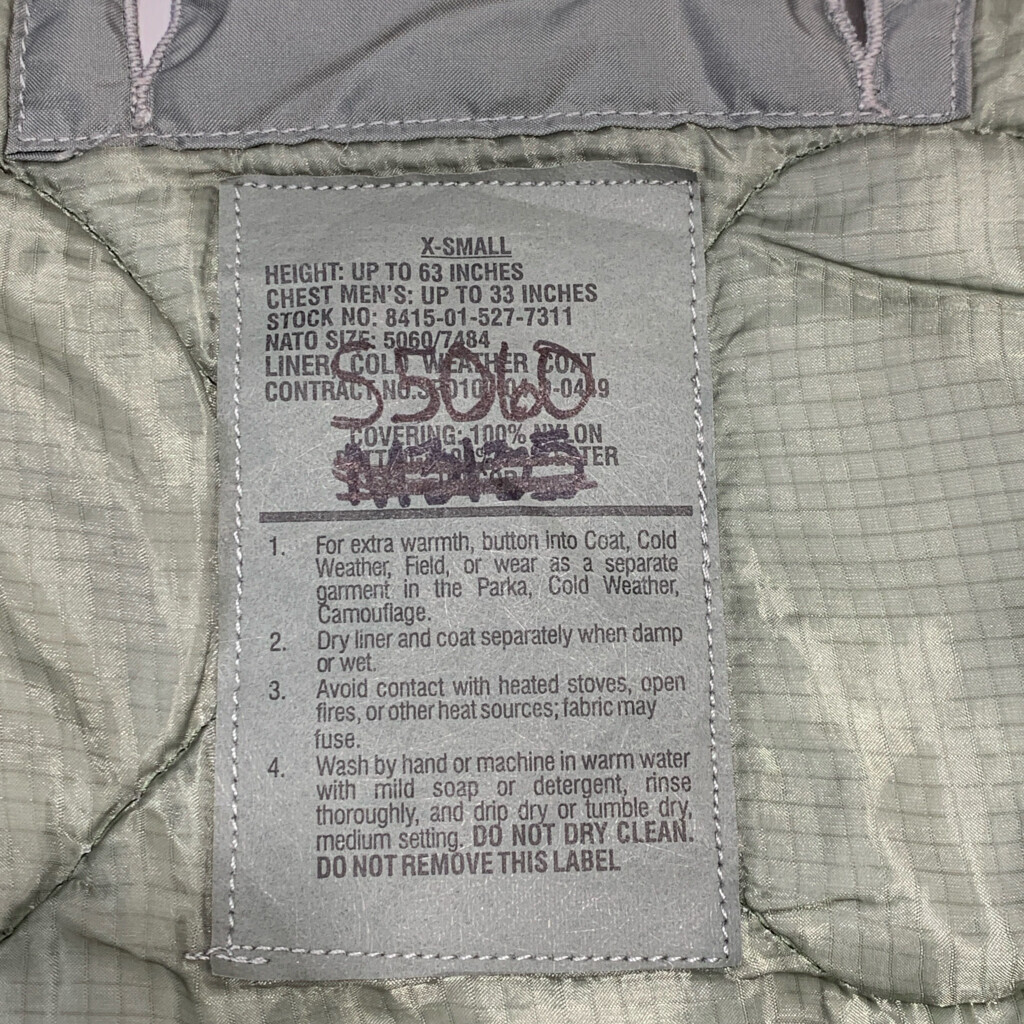 X-SMALL
HEIGHT: UP TO 63 INCHES
CHEST MEN'S: UP TO 33 INCHES
STOCK NO: 8415-01-527-7311
NATO SIZE: 5060/7484
LINER, COLD WEATHER COAT
CONTRACT NO.
S5060
COVERING: 100% NYLON
1. For extra warmth, button into Coat, Cold
Weather, Field, or wear as a separate
garment in the Parka, Cold Weather,
Camouflage.
2. Dry liner and coat separately when damp
or wet.
3. Avoid contact with heated stoves, open
fires, or other heat sources; fabric may
fuse.
4. Wash by hand or machine in warm water
with mild soap or detergent, rinse
thoroughly, and drip dry or tumble dry,
medium setting. DO NOT DRY CLEAN.
DO NOT REMOVE THIS LABEL